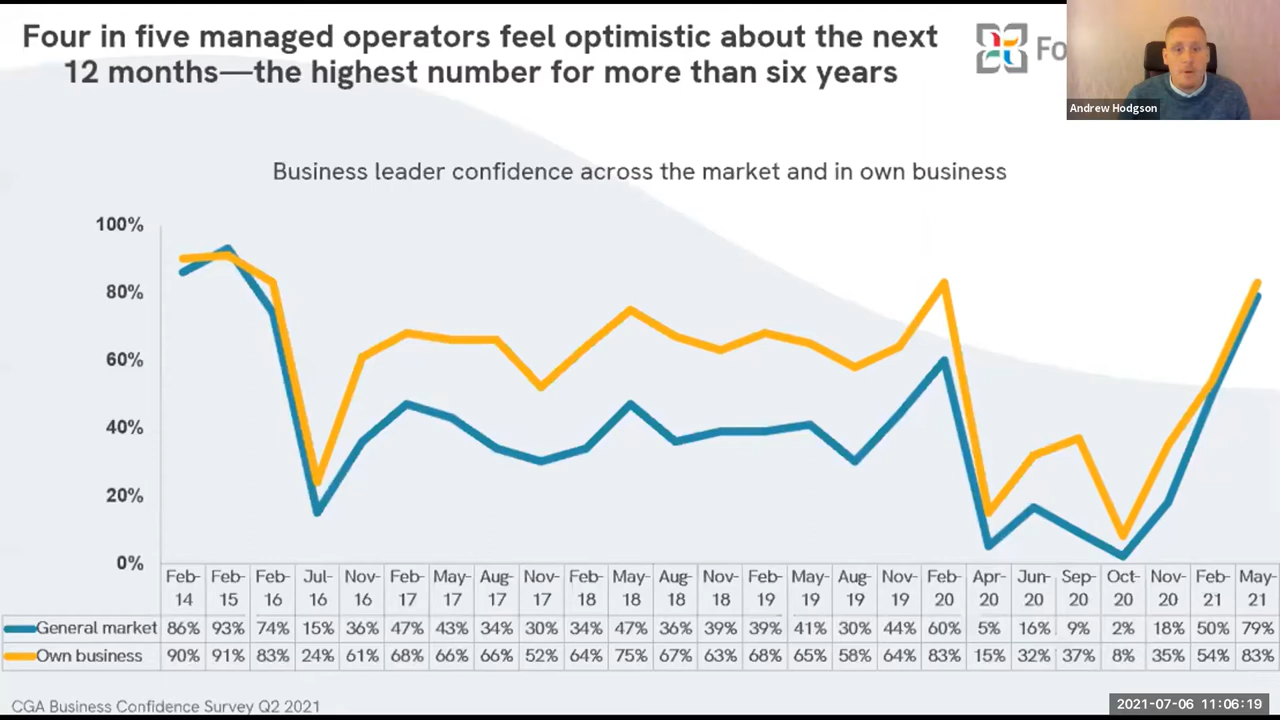 Four in five managed operators feel optimistic about the next
12 months—the highest number for more than six years
Fo
Andrew Hodgson
Business leader confidence across the market and in own business
100%
80%
60%
40%
20%
0%
Feb-14 Feb-15 Feb-16 Jul-16 Nov-16 Feb-17 May-17 Aug-17 Nov-17 Feb-18 May-18 Aug-18 Nov-18 Feb-19 May-19 Aug-19 Nov-19 Feb-20 Apr-20 Jun-20 Sep-20 Oct-20 Nov-20 Feb-21 May-21
General market 86% 93% 74% 15% 36% 47% 43% 34% 30% 34% 47% 36% 39% 39% 41% 30% 44% 60% 5% 16% 9% 2% 18% 50% 79%
Own business 90% 91% 83% 24% 61% 68% 66% 66% 52% 64% 75% 67% 63% 68% 65% 58% 64% 83% 15% 32% 37% 8% 35% 54% 83%
CGA Business Confidence Survey Q2 2021
2021-07-06 11:06:19